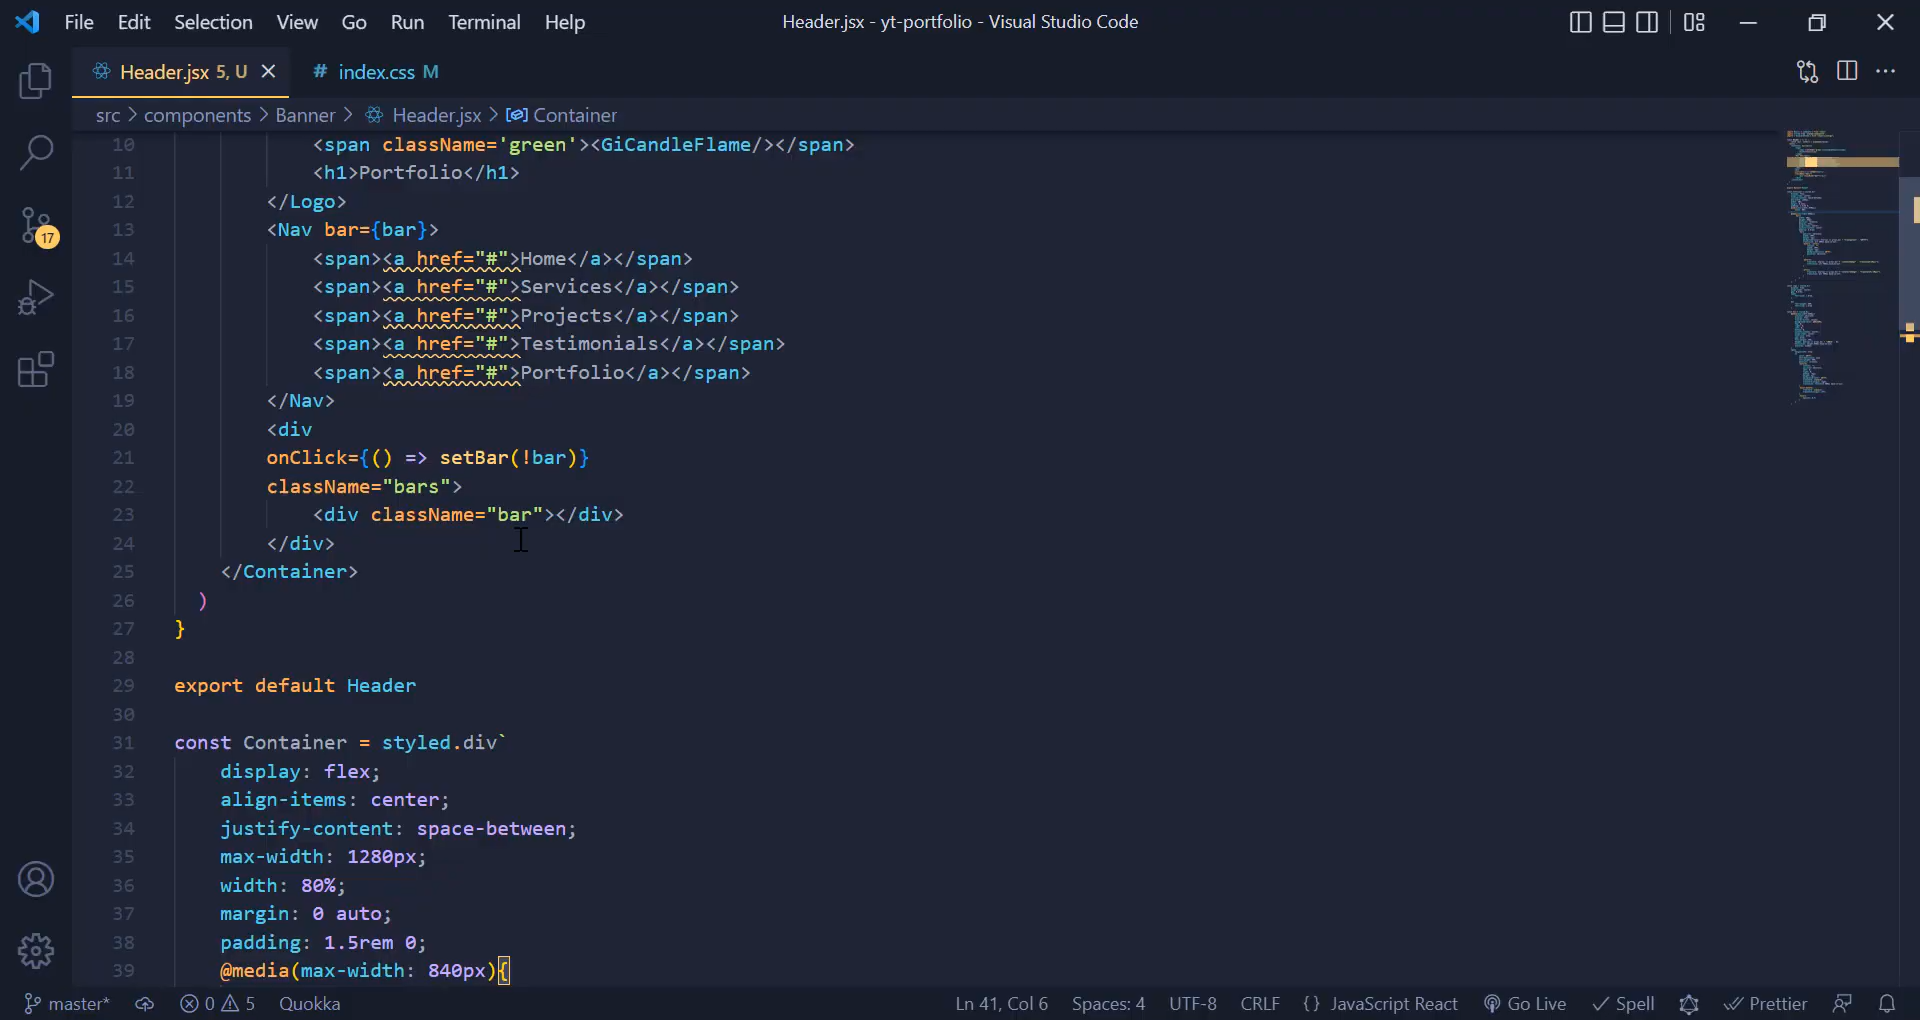 File Edit Selection View Go Run Terminal Help Header.jsx - yt-portfolio - Visual Studio Code
Header.jsx 5, U # index.css M
src > components > Banner > Header.jsx > Container
10 <span className='green'><GiCandleFlame/></span>
11 <h1>Portfolio</h1>
12 </Logo>
13 <Nav bar={bar}>
14 <span><a href="#">Home</a></span>
15 <span><a href="#">Services</a></span>
16 <span><a href="#">Projects</a></span>
17 <span><a href="#">Testimonials</a></span>
18 <span><a href="#">Portfolio</a></span>
19 </Nav>
20 <div
21 onClick={() => setBar(!bar)}
22 className="bars">
23 <div className="bar"></div>
24 </div>
25 </Container>
26 )
27 }
28
29 export default Header
30
31 const Container = styled.div`
32 display: flex;
33 align-items: center;
34 justify-content: space-between;
35 max-width: 1280px;
36 width: 80%;
37 margin: 0 auto;
38 padding: 1.5rem 0;
39 @media(max-width: 840px){
17
master* 0 5 Quokka Ln 41, Col 6 Spaces: 4 UTF-8 CRLF {} JavaScript React Go Live Spell Prettier